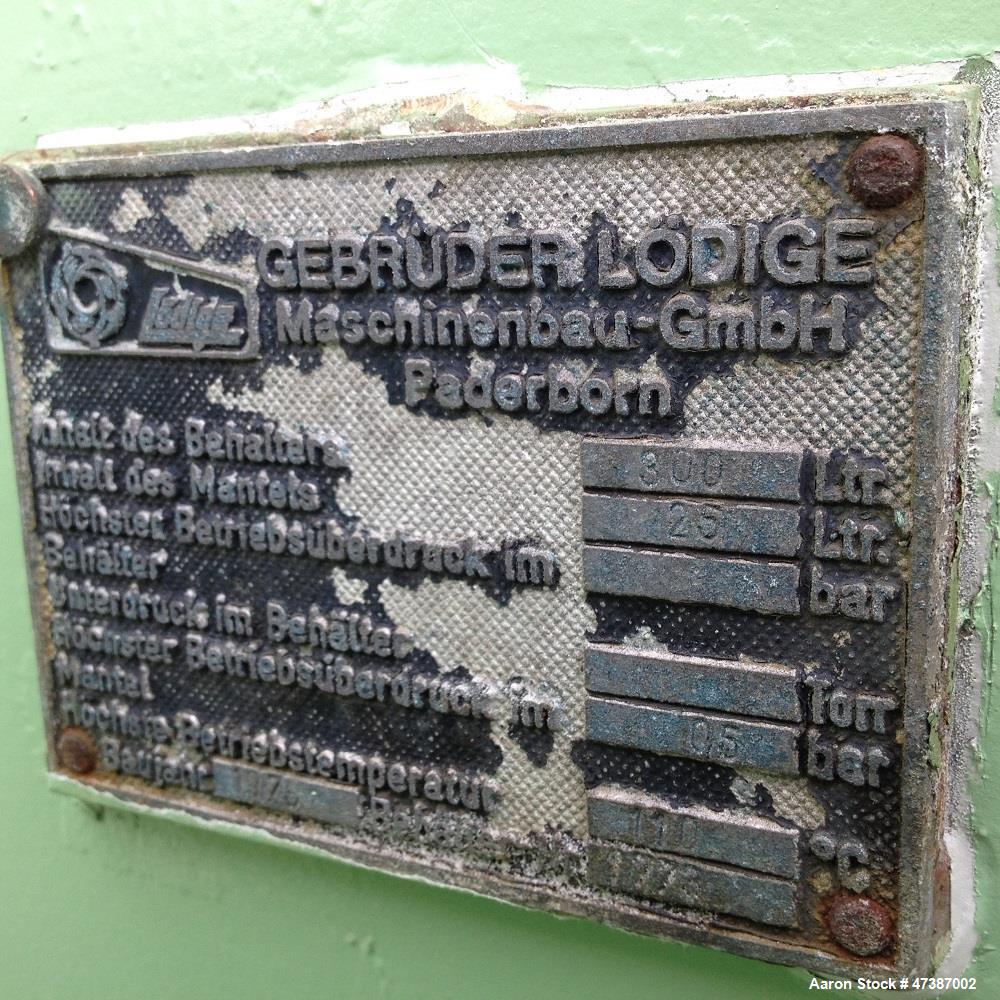 GEBRÜDER LÖDIGE
Lödige
Maschinenbau-GmbH
Paderborn
Inhalt des Behälters 300 Ltr.
Inhalt des Mantels 25 Ltr.
Höchster Betriebsüberdruck im
Behälter bar
Unterdruck im Behälter Torr
Höchster Betriebsüberdruck im
Mantel 0,5 bar
Höchste Betriebstemperatur 110 °C
Baujahr
Aaron Stock # 47387002